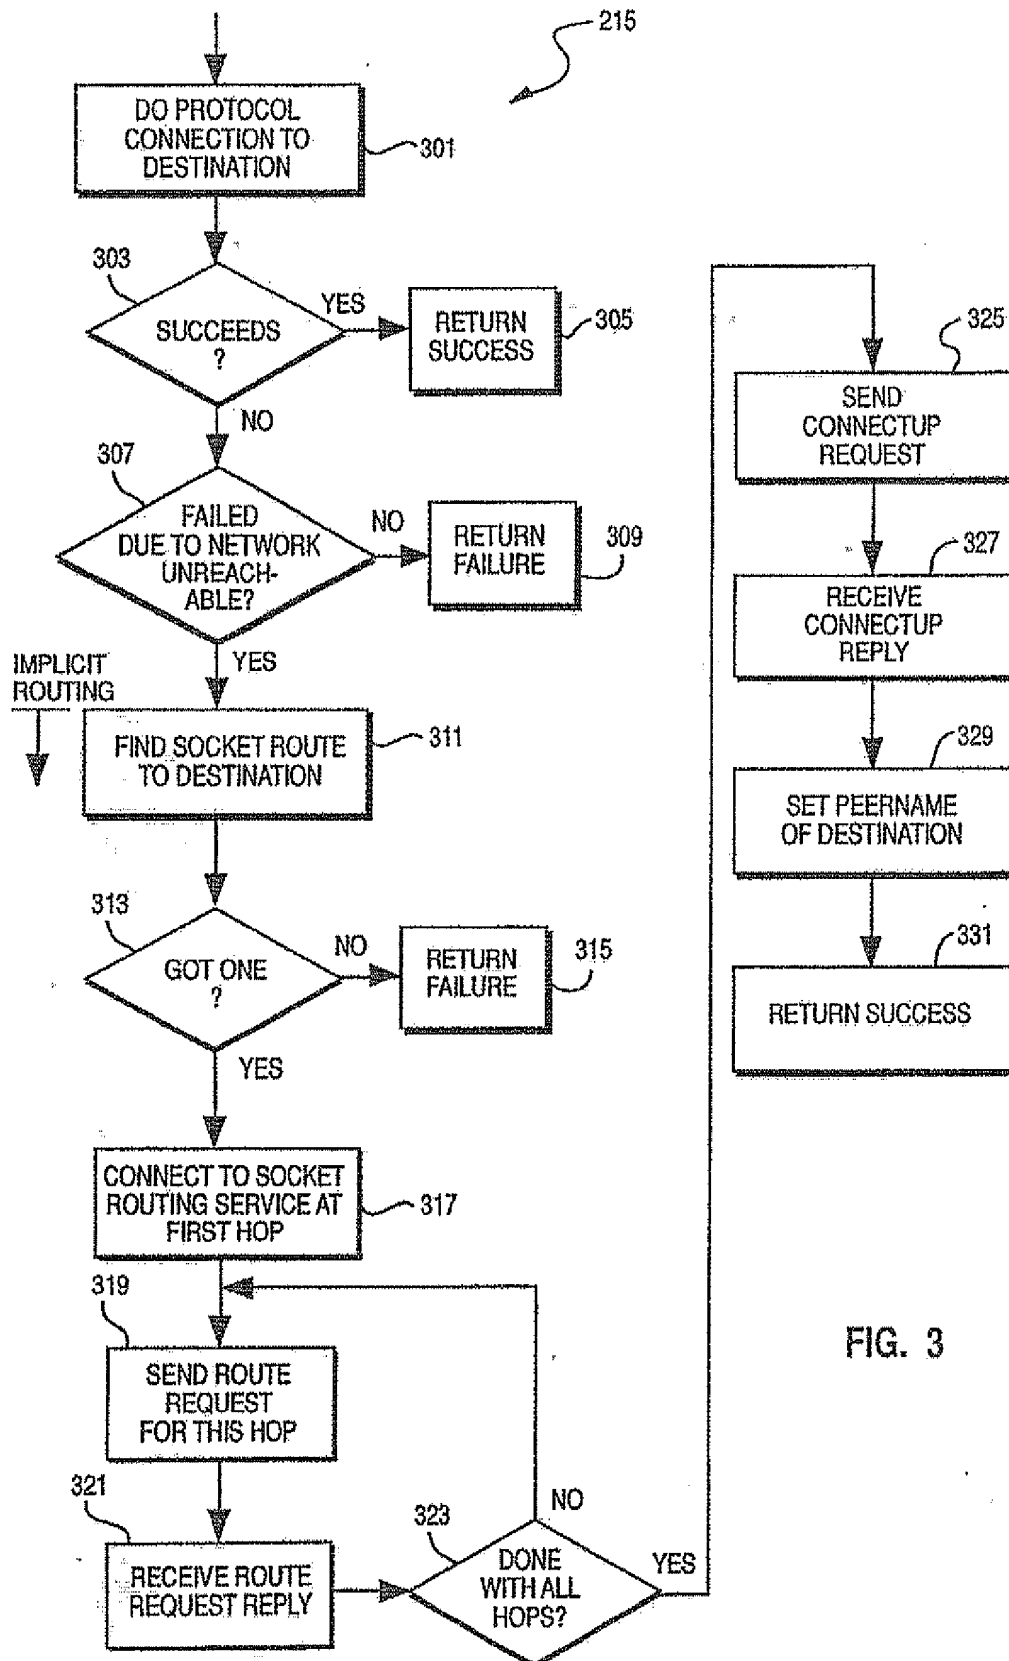 215
DO PROTOCOL
CONNECTION TO
DESTINATION
301
303
SUCCEEDS
?
YES
RETURN
SUCCESS
305
NO
307
FAILED
DUE TO NETWORK
UNREACH-
ABLE?
NO
RETURN
FAILURE
309
YES
IMPLICIT
ROUTING
FIND SOCKET ROUTE
TO DESTINATION
311
313
GOT ONE
?
NO
RETURN
FAILURE
315
YES
CONNECT TO SOCKET
ROUTING SERVICE AT
FIRST HOP
317
319
SEND ROUTE
REQUEST
FOR THIS HOP
321
RECEIVE ROUTE
REQUEST REPLY
323
DONE
WITH ALL
HOPS?
NO
YES
325
SEND
CONNECTUP
REQUEST
327
RECEIVE
CONNECTUP
REPLY
329
SET PEERNAME
OF DESTINATION
331
RETURN SUCCESS
FIG. 3